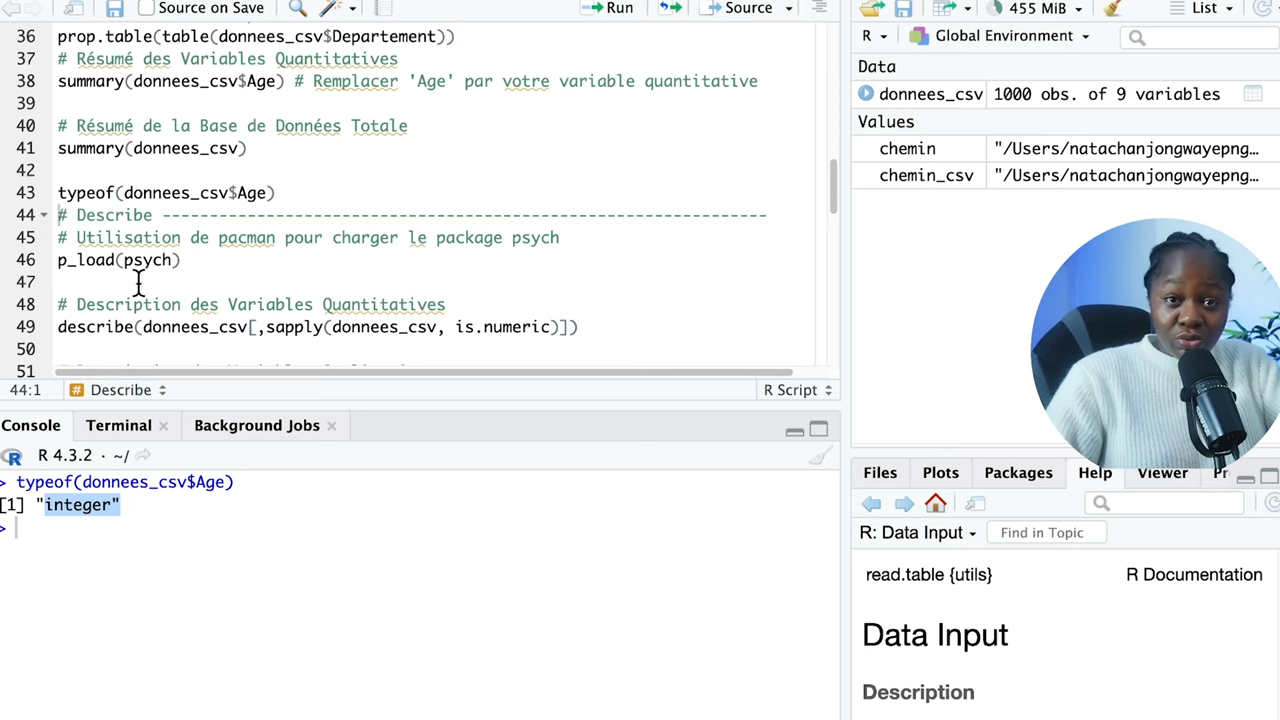 Source on Save
Run
Source
36 prop.table(table(donnees_csv$Departement))
37 # Résumé des Variables Quantitatives
38 summary(donnees_csv$Age) # Remplacer 'Age' par votre variable quantitative
39
40 # Résumé de la Base de Données Totale
41 summary(donnees_csv)
42
43 typeof(donnees_csv$Age)
44 # Describe ----------------------------------------------------------------
45 # Utilisation de pacman pour charger le package psych
46 p_load(psych)
47
48 # Description des Variables Quantitatives
49 describe(donnees_csv[,sapply(donnees_csv, is.numeric)])
50
51
44:1 # Describe R Script
Console Terminal Background Jobs
R R 4.3.2 · ~/
> typeof(donnees_csv$Age)
[1] "integer"
>
455 MiB List
R Global Environment
Data
donnees_csv 1000 obs. of 9 variables
Values
chemin "/Users/natachanjongwayepng…
chemin_csv "/Users/natachanjongwayepng…
Files Plots Packages Help Viewer Pr
R: Data Input Find in Topic
read.table {utils} R Documentation
Data Input
Description